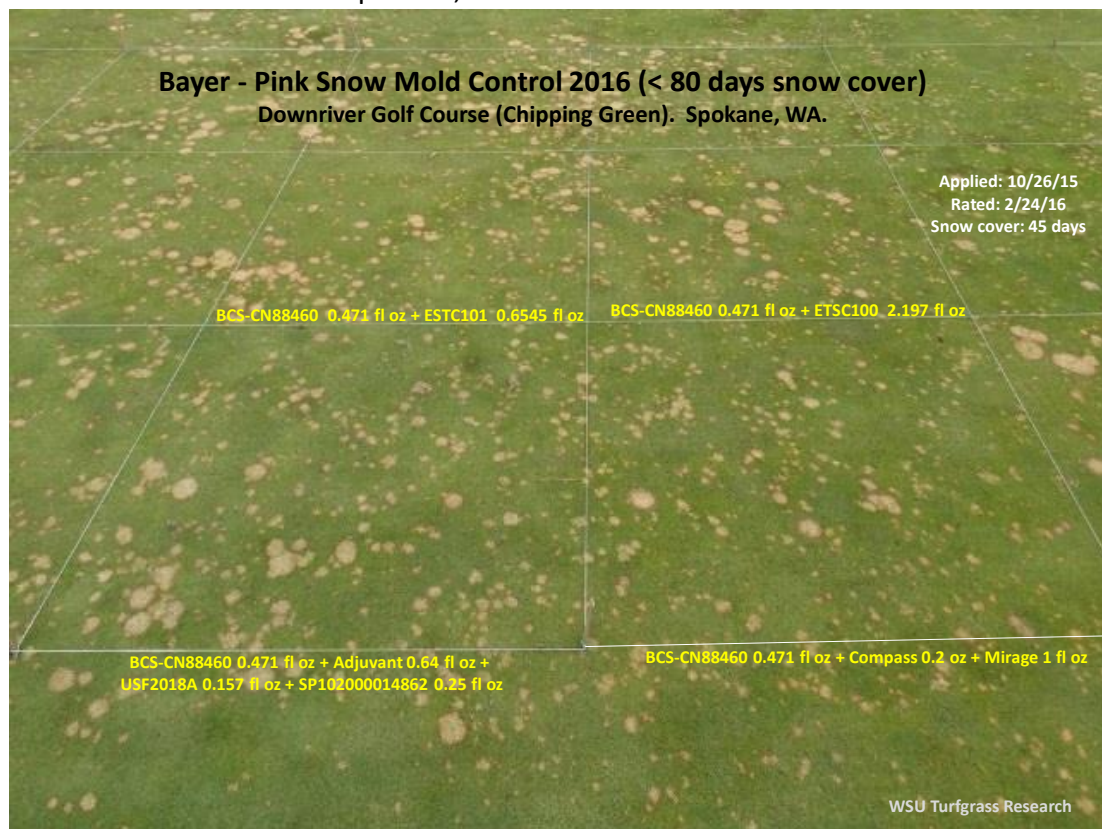 Bayer - Pink Snow Mold Control 2016 (< 80 days snow cover)
Downriver Golf Course (Chipping Green).  Spokane, WA.
Applied: 10/26/15
Rated: 2/24/16
Snow cover: 45 days
BCS-CN88460  0.471 fl oz + ESTC101  0.6545 fl oz
BCS-CN88460  0.471 fl oz + ETSC100  2.197 fl oz
BCS-CN88460 0.471 fl oz + Adjuvant 0.64 fl oz +
USF2018A 0.157 fl oz + SP102000014862 0.25 fl oz
BCS-CN88460  0.471 fl oz + Compass 0.2 oz + Mirage 1 fl oz
WSU Turfgrass Research